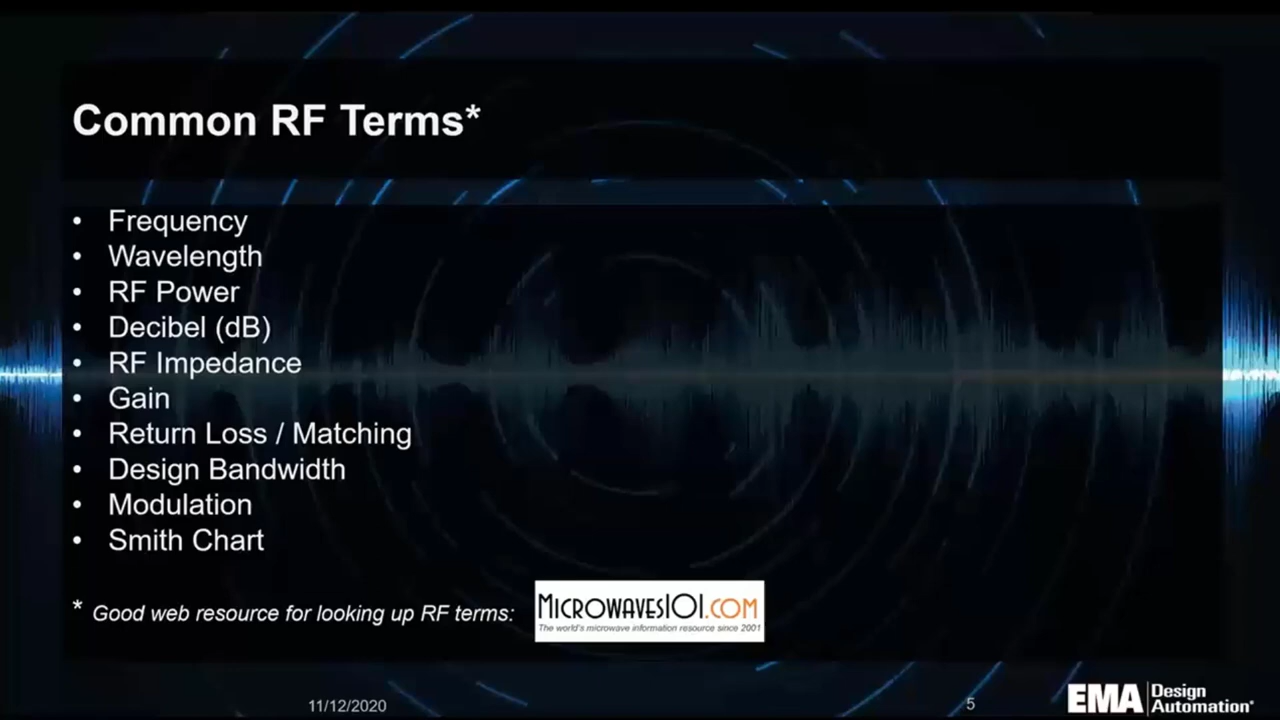 Common RF Terms*
• Frequency
• Wavelength
• RF Power
• Decibel (dB)
• RF Impedance
• Gain
• Return Loss / Matching
• Design Bandwidth
• Modulation
• Smith Chart
* Good web resource for looking up RF terms:
MICROWAVES101.COM
The world's microwave information resource since 2001
11/12/2020
5
EMA Design Automation®